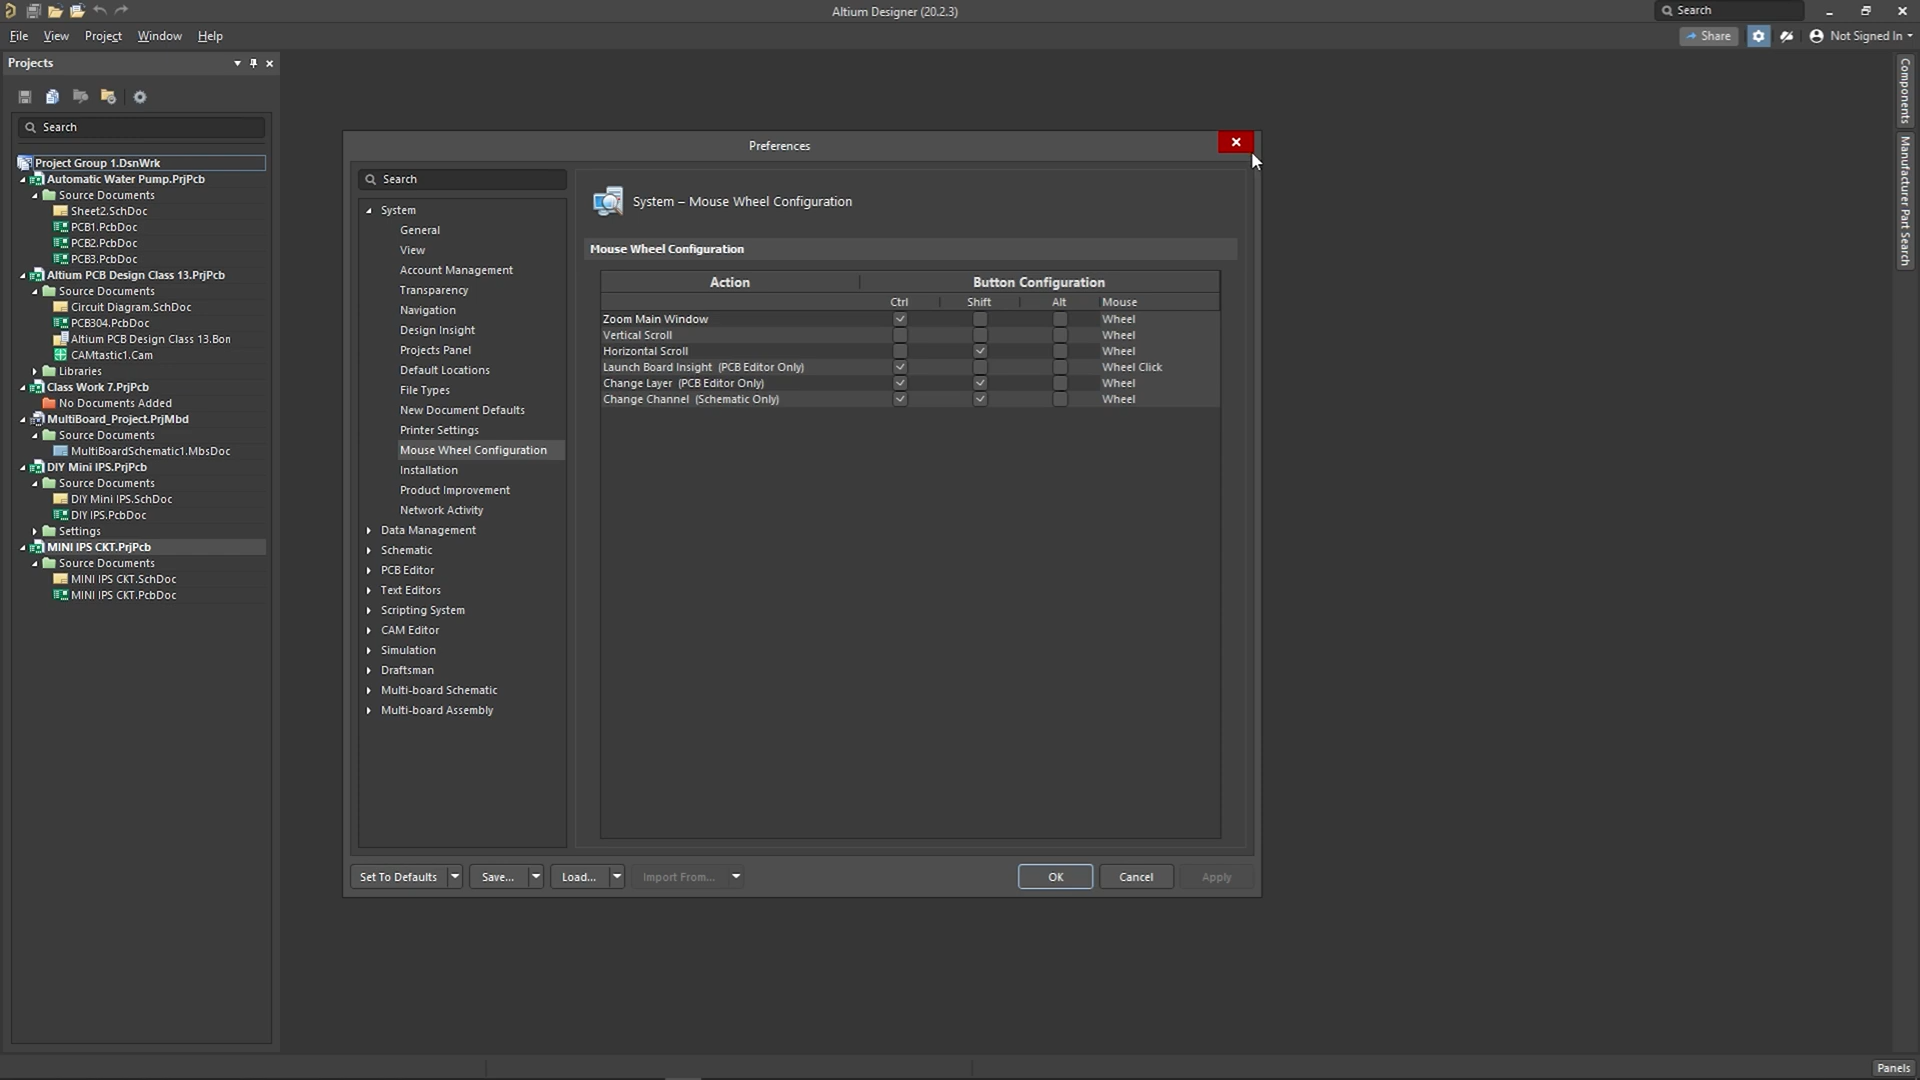 Altium Designer (20.2.3)
Search
File View Project Window Help
Share
Not Signed In
Projects
Search
Project Group 1.DsnWrk
Automatic Water Pump.PrjPcb
Source Documents
Sheet2.SchDoc
PCB1.PcbDoc
PCB2.PcbDoc
PCB3.PcbDoc
Altium PCB Design Class 13.PrjPcb
Source Documents
Circuit Diagram.SchDoc
PCB304.PcbDoc
Altium PCB Design Class 13.Bon
CAMtastic1.Cam
Libraries
Class Work 7.PrjPcb
No Documents Added
MultiBoard_Project.PrjMbd
Source Documents
MultiBoardSchematic1.MbsDoc
DIY Mini IPS.PrjPcb
Source Documents
DIY Mini IPS.SchDoc
DIY IPS.PcbDoc
Settings
MINI IPS CKT.PrjPcb
Source Documents
MINI IPS CKT.SchDoc
MINI IPS CKT.PcbDoc
Preferences
Search
System
General
View
Account Management
Transparency
Navigation
Design Insight
Projects Panel
Default Locations
File Types
New Document Defaults
Printer Settings
Mouse Wheel Configuration
Installation
Product Improvement
Network Activity
Data Management
Schematic
PCB Editor
Text Editors
Scripting System
CAM Editor
Simulation
Draftsman
Multi-board Schematic
Multi-board Assembly
System – Mouse Wheel Configuration
Mouse Wheel Configuration
Action Button Configuration
Ctrl Shift Alt Mouse
Zoom Main Window Wheel
Vertical Scroll Wheel
Horizontal Scroll Wheel
Launch Board Insight (PCB Editor Only) Wheel Click
Change Layer (PCB Editor Only) Wheel
Change Channel (Schematic Only) Wheel
Set To Defaults Save... Load... Import From... OK Cancel Apply
Components
Manufacturer Part Search
Panels